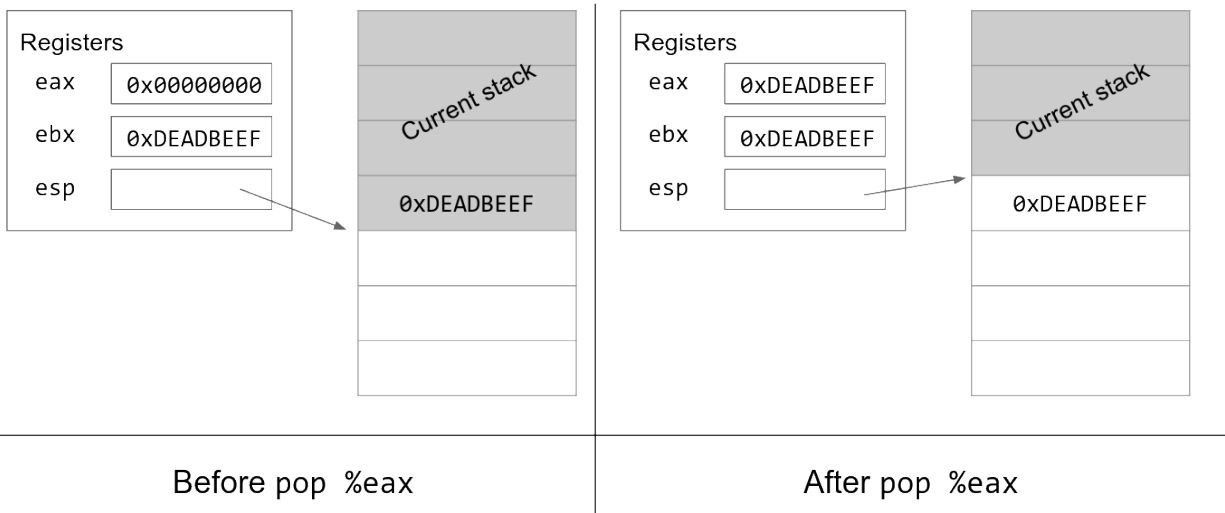 Registers
eax 0x00000000
ebx 0xDEADBEEF
esp
Current stack
0xDEADBEEF
Before pop %eax
Registers
eax 0xDEADBEEF
ebx 0xDEADBEEF
esp
Current stack
0xDEADBEEF
After pop %eax